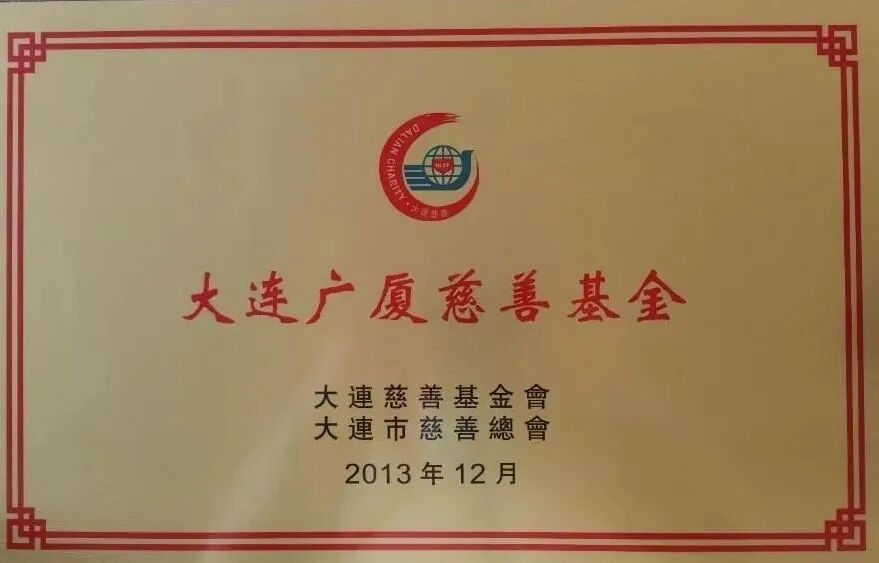 DALIAN CHARITY·大连慈善
大连广厦慈善基金
大連慈善基金會
大連市慈善總會
2013年12月